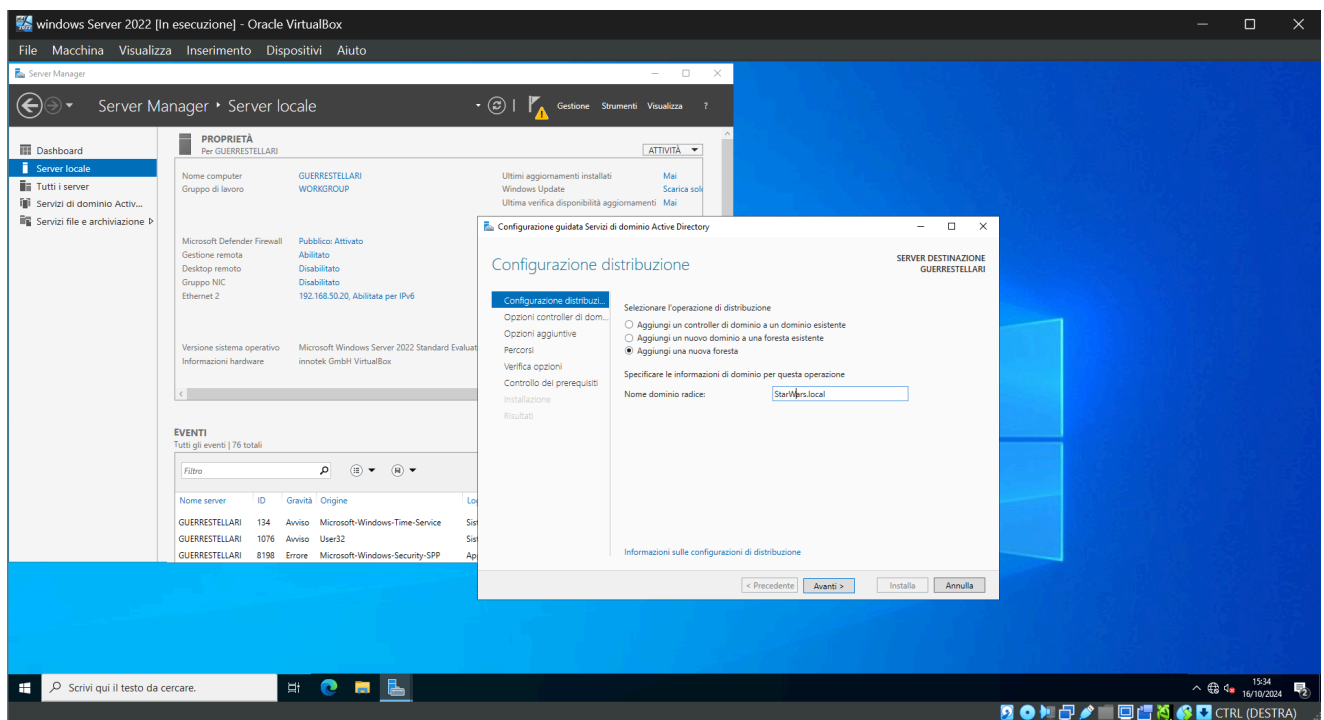 windows Server 2022 [In esecuzione] - Oracle VirtualBox
File Macchina Visualizza Inserimento Dispositivi Aiuto
Server Manager
Server Manager • Server locale
Gestione Strumenti Visualizza ?
Dashboard
Server locale
Tutti i server
Servizi di dominio Activ...
Servizi file e archiviazione
PROPRIETÀ
Per GUERRESTELLARI
ATTIVITÀ
Nome computer GUERRESTELLARI Ultimi aggiornamenti installati Mai
Gruppo di lavoro WORKGROUP Windows Update Scarica solo
Ultima verifica disponibilità aggiornamenti Mai
Microsoft Defender Firewall Pubblico: Attivato
Gestione remota Abilitato
Desktop remoto Disabilitato
Gruppo NIC Disabilitato
Ethernet 2 192.168.50.20, Abilitata per IPv6
Versione sistema operativo Microsoft Windows Server 2022 Standard Evaluat
Informazioni hardware innotek GmbH VirtualBox
EVENTI
Tutti gli eventi | 76 totali
Filtro
Nome server ID Gravità Origine Lo
GUERRESTELLARI 134 Avviso Microsoft-Windows-Time-Service Sis
GUERRESTELLARI 1076 Avviso User32 Sis
GUERRESTELLARI 8198 Errore Microsoft-Windows-Security-SPP Ap
Configurazione guidata Servizi di dominio Active Directory
Configurazione distribuzione
SERVER DESTINAZIONE
GUERRESTELLARI
Configurazione distribuzi...
Opzioni controller di dom...
Opzioni aggiuntive
Percorsi
Verifica opzioni
Controllo dei prerequisiti
Installazione
Risultati
Selezionare l'operazione di distribuzione
Aggiungi un controller di dominio a un dominio esistente
Aggiungi un nuovo dominio a una foresta esistente
Aggiungi una nuova foresta
Specificare le informazioni di dominio per questa operazione
Nome dominio radice: StarWars.local
Informazioni sulle configurazioni di distribuzione
< Precedente Avanti > Installa Annulla
Scrivi qui il testo da cercare.
15:34
16/10/2024
2
CTRL (DESTRA)